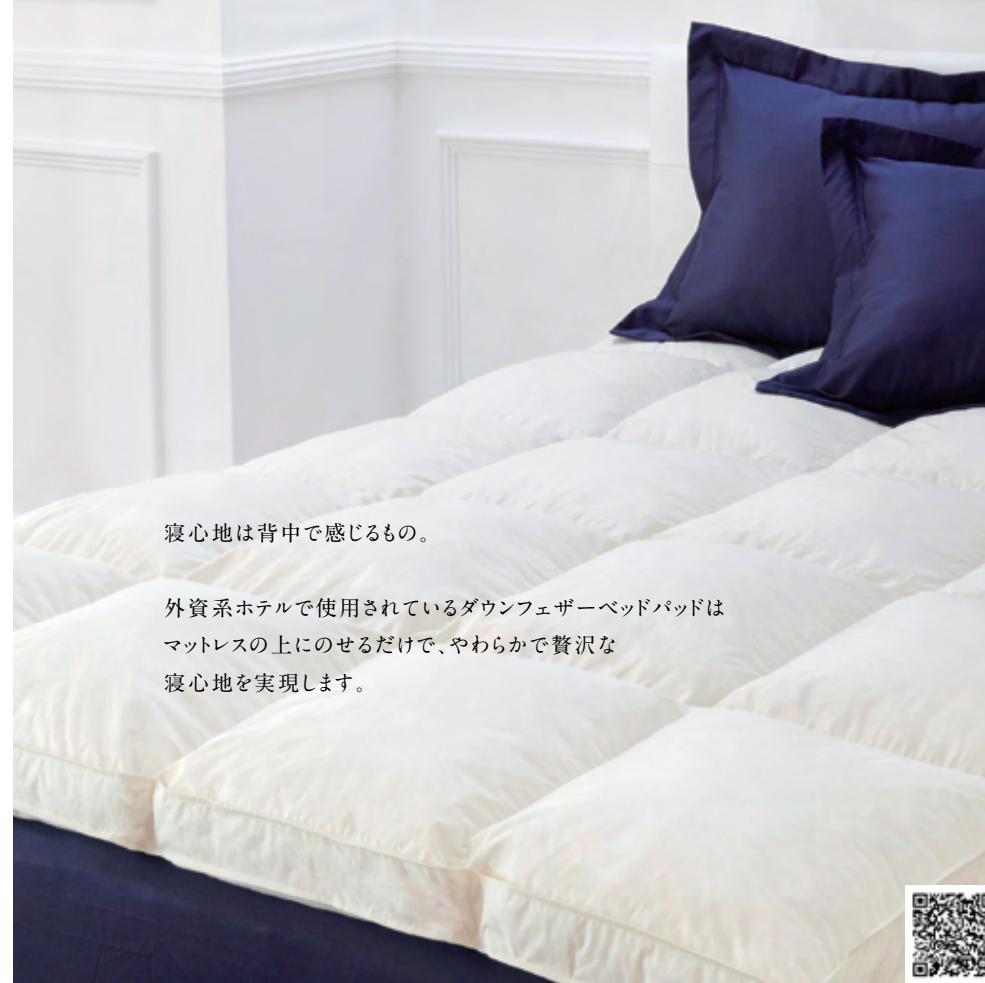 寝心地は背中で感じるもの。
外資系ホテルで使用されているダウンフェザーベッドパッドは
マットレスの上にのせるだけで、やわらかで贅沢な
寝心地を実現します。